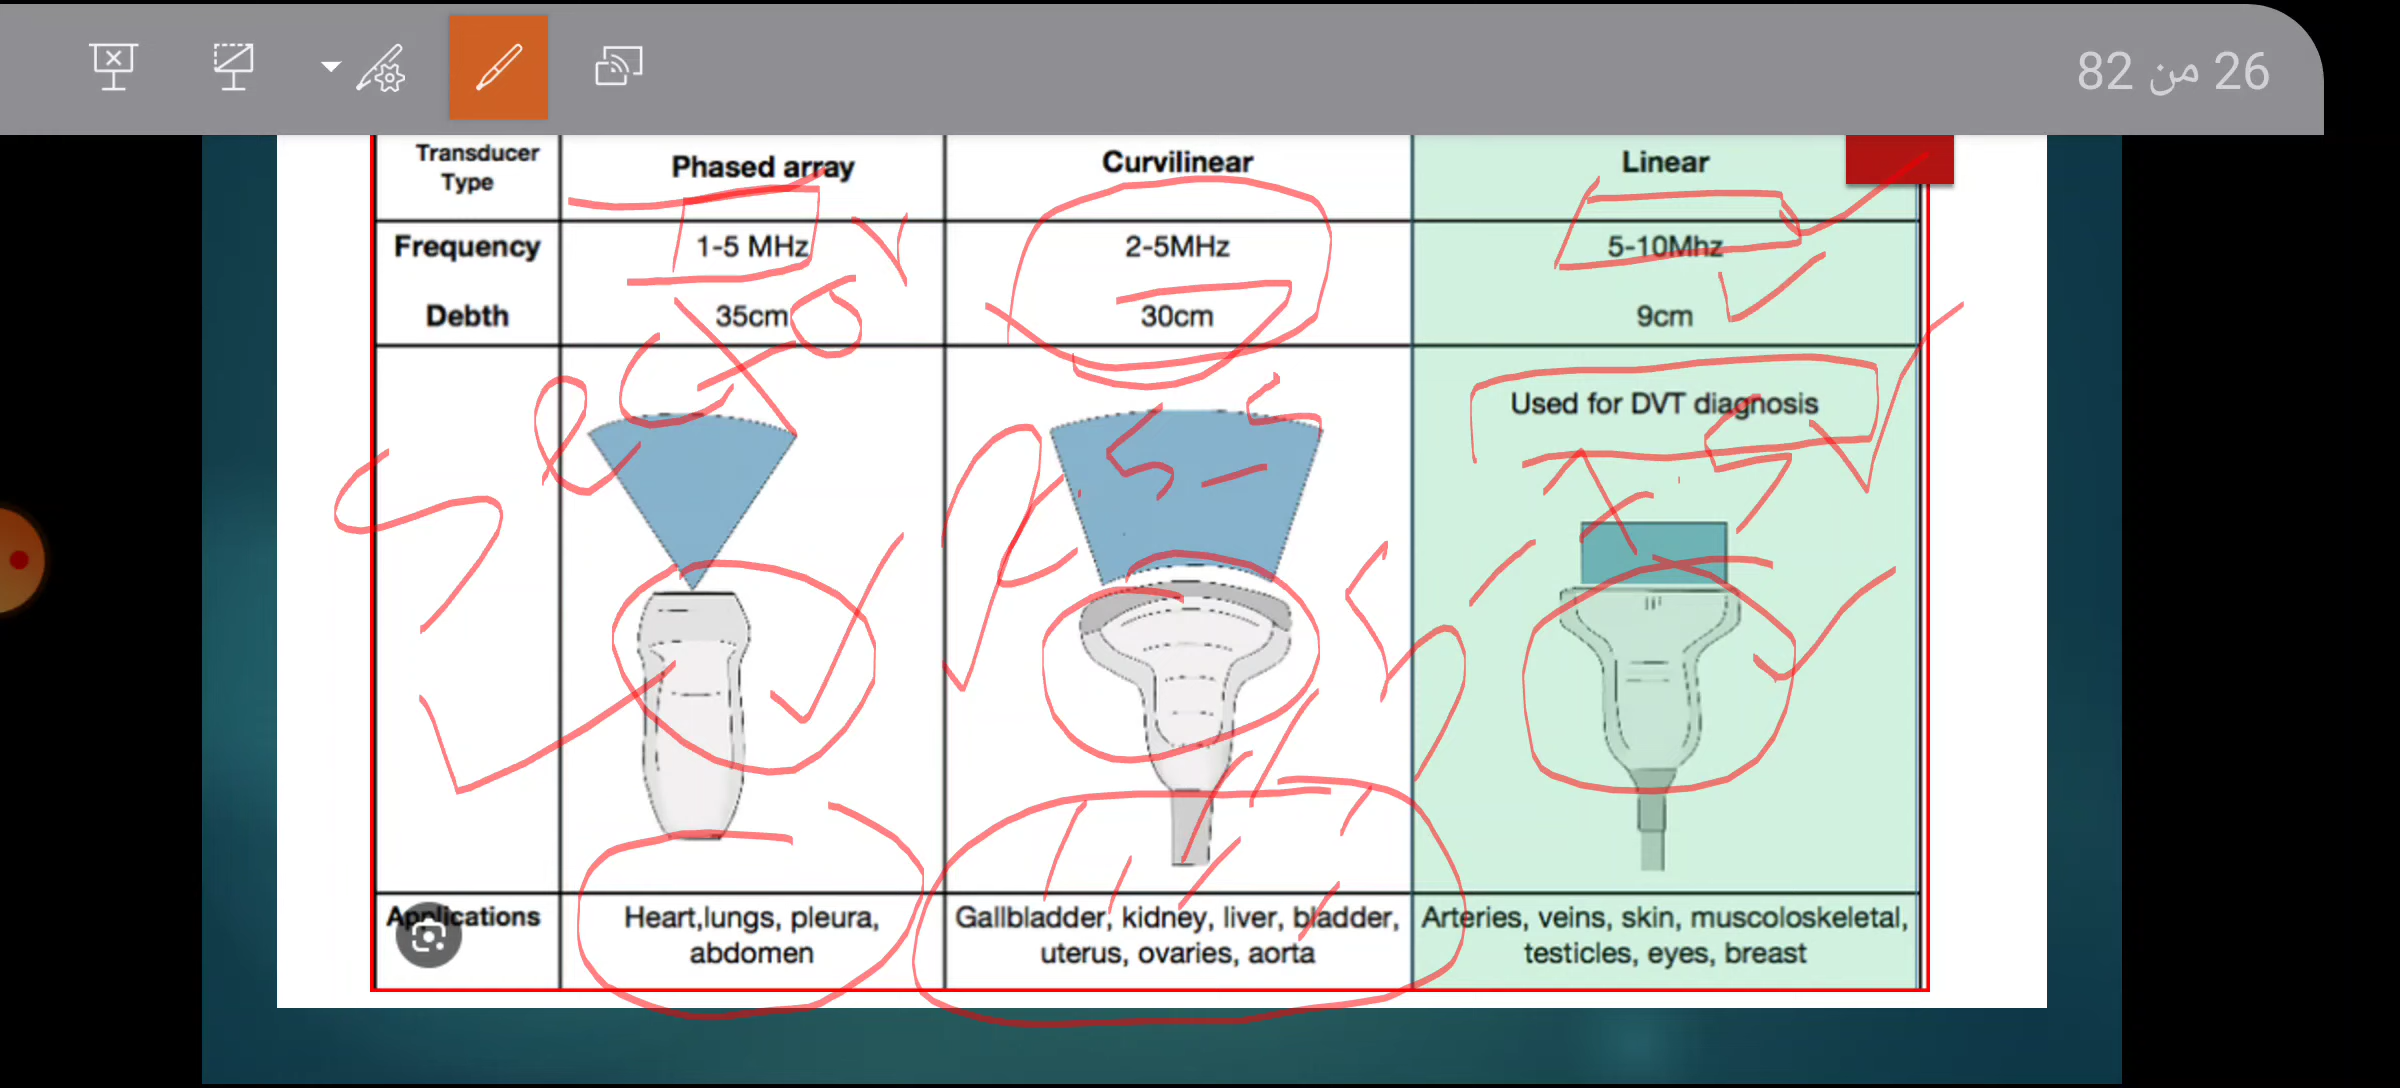 26 من 82
Transducer Type
Phased array
Curvilinear
Linear
Frequency
1-5 MHz
2-5MHz
5-10Mhz
Debth
35cm
30cm
9cm
Used for DVT diagnosis
Applications
Heart,lungs, pleura,
abdomen
Gallbladder, kidney, liver, bladder,
uterus, ovaries, aorta
Arteries, veins, skin, muscoloskeletal,
testicles, eyes, breast